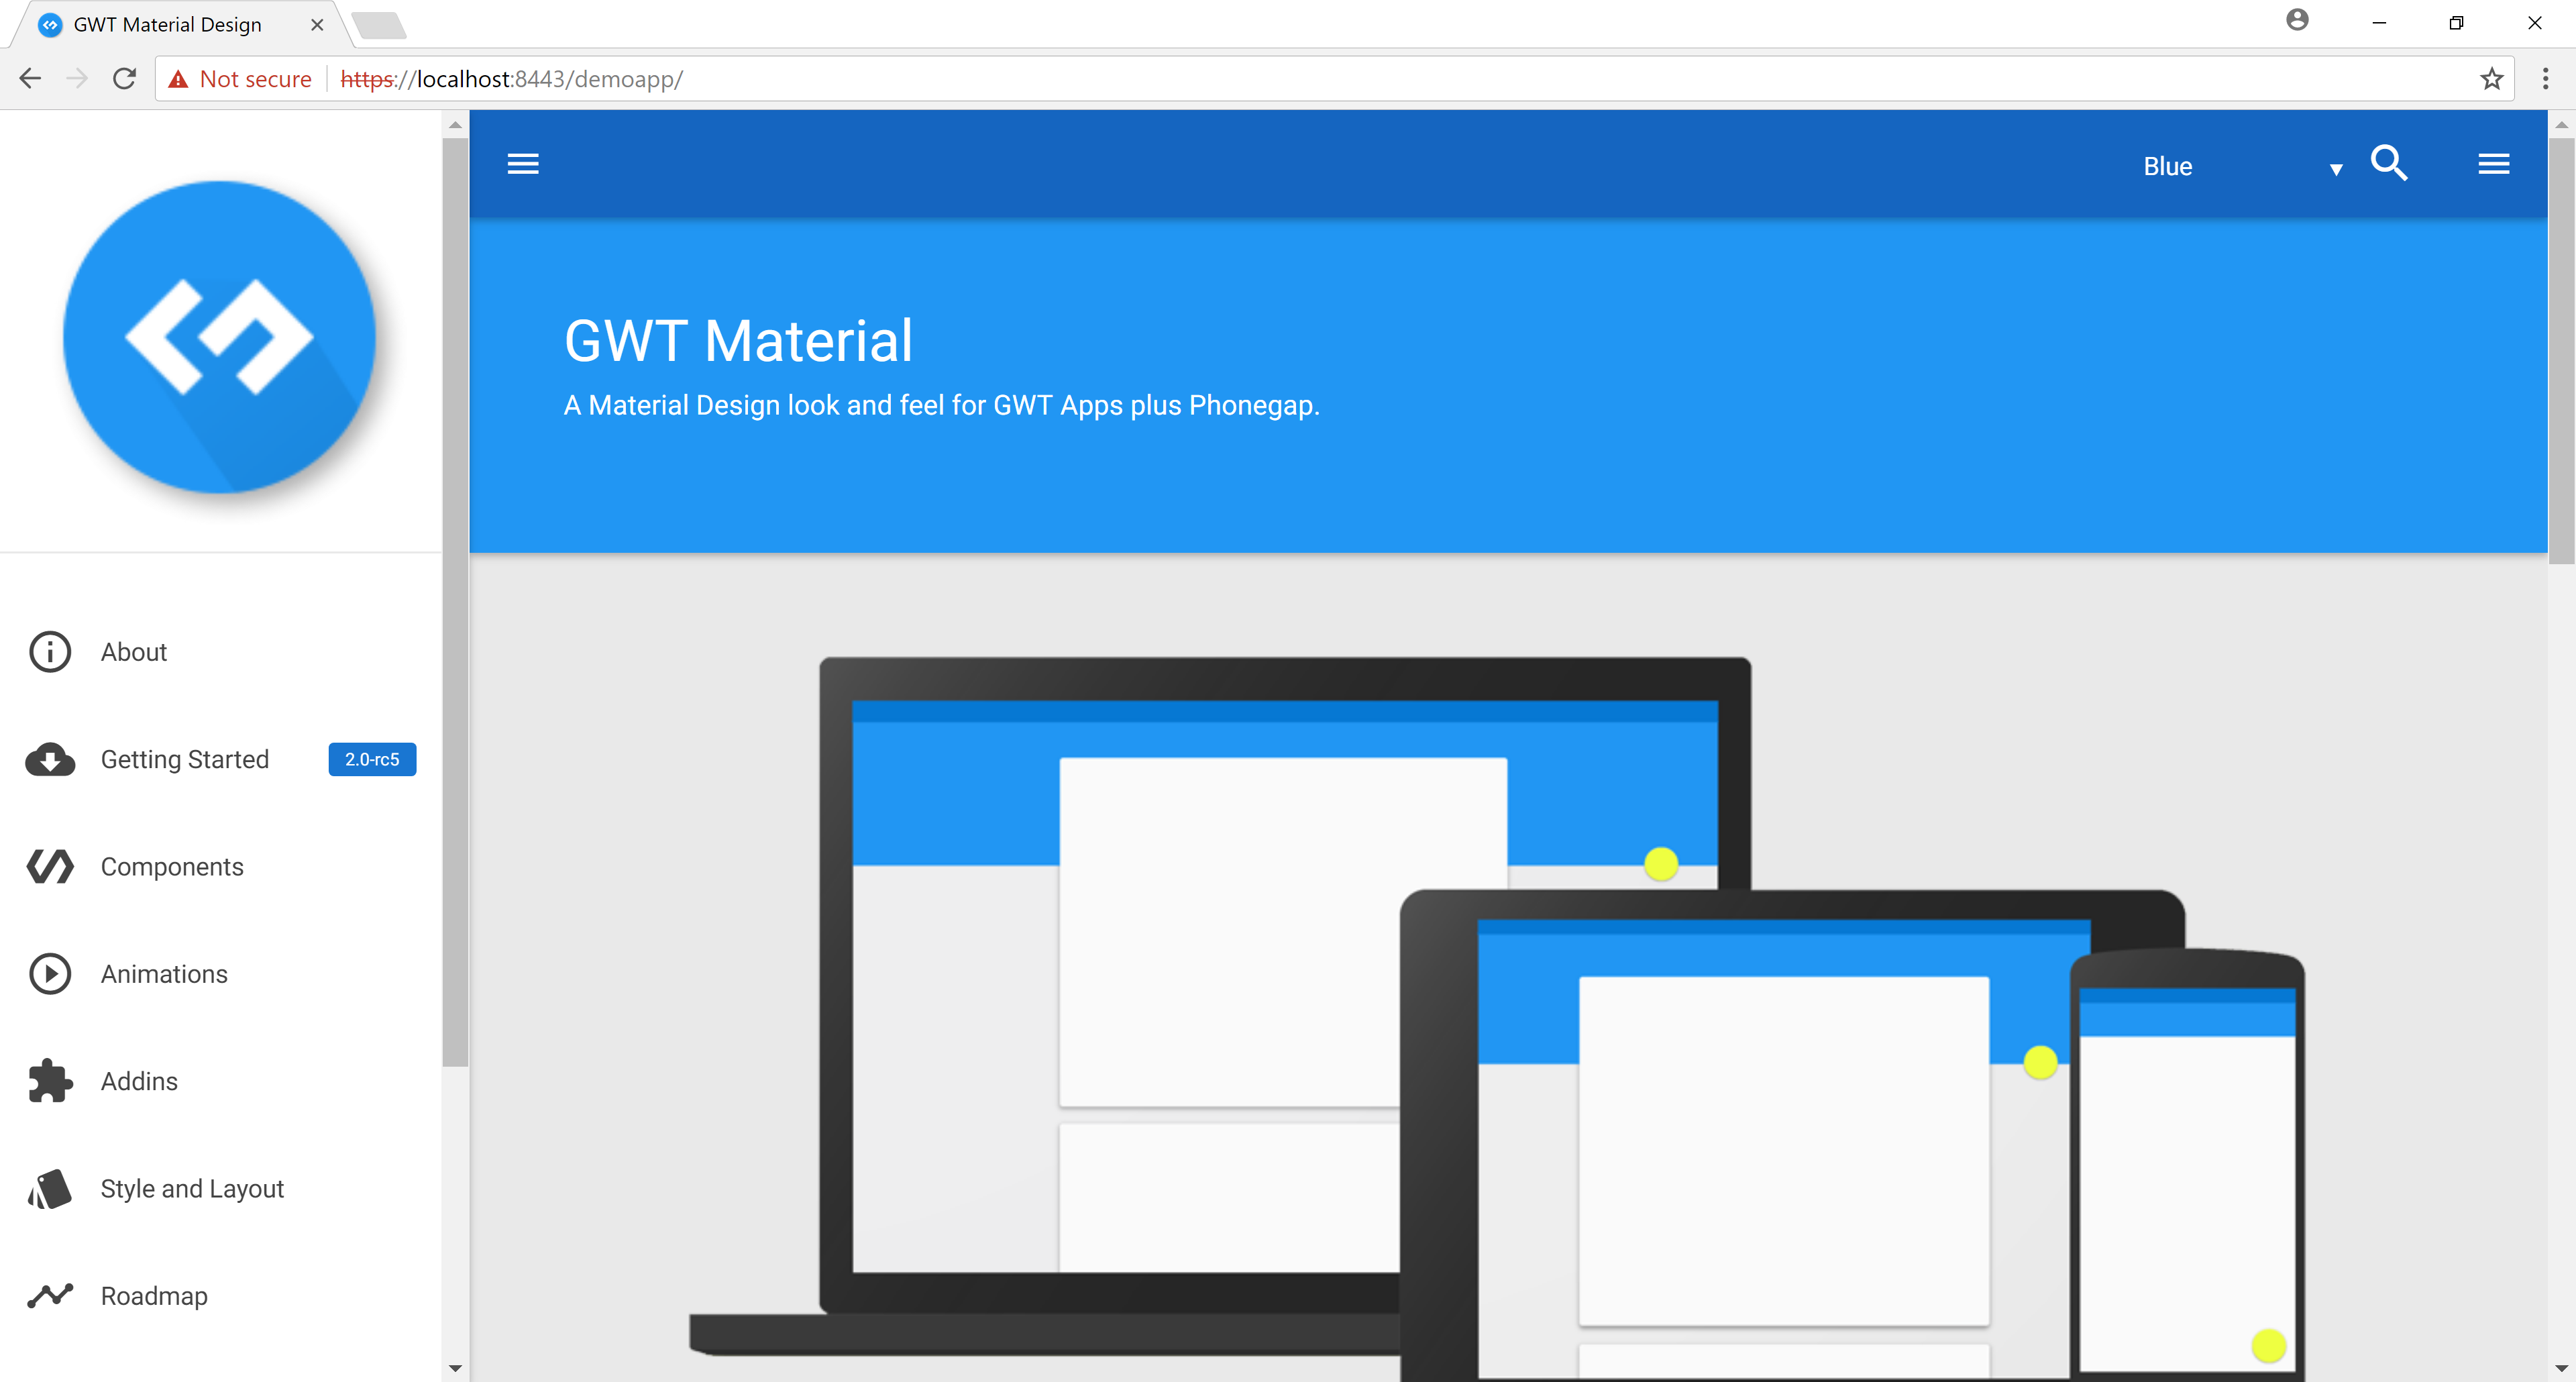 GWT Material Design
Not secure https://localhost:8443/demoapp/
Blue
GWT Material
A Material Design look and feel for GWT Apps plus Phonegap.
About
Getting Started 2.0-rc5
Components
Animations
Addins
Style and Layout
Roadmap